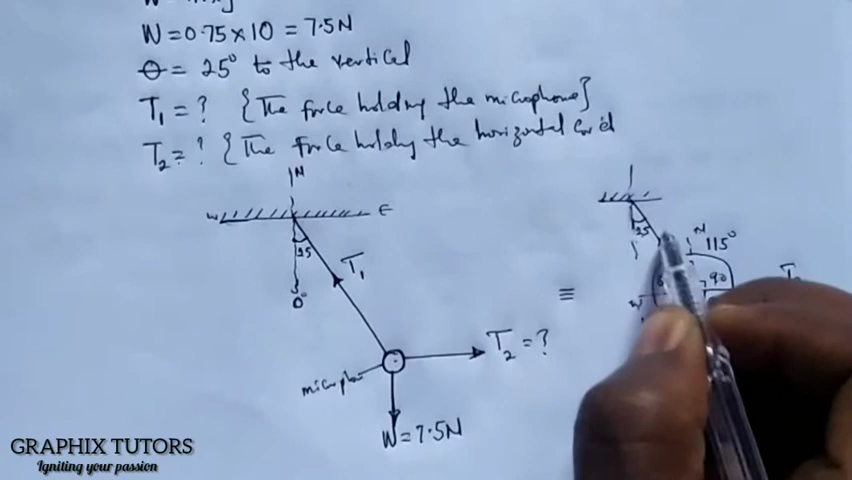 W = 0.75 x 10 = 7.5N
θ = 25° to the vertical
T₁ = ? {The force holding the microphone}
T₂ = ? {The force holding the horizontal cord
N
W E
25
0°
T₁
T₂ = ?
microphone
W = 7.5N
≡
25
N 115°
90
W
GRAPHIX TUTORS
Igniting your passion